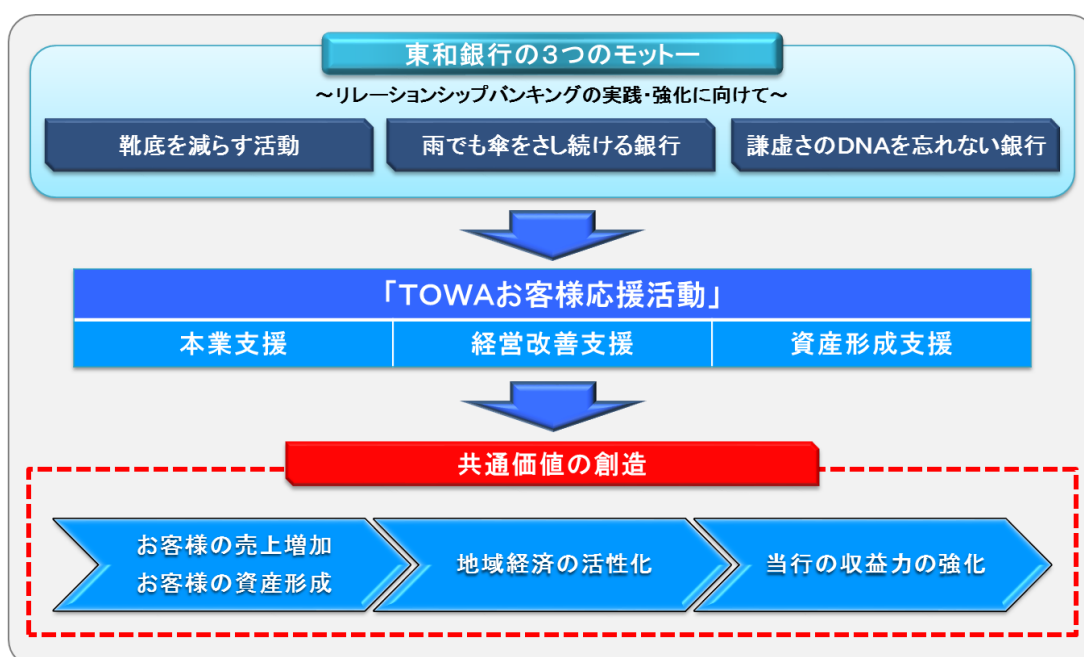 東和銀行の3つのモットー
～リレーションシップバンキングの実践・強化に向けて～
靴底を減らす活動
雨でも傘をさし続ける銀行
謙虚さのDNAを忘れない銀行
「TOWAお客様応援活動」
本業支援
経営改善支援
資産形成支援
共通価値の創造
お客様の売上増加
お客様の資産形成
地域経済の活性化
当行の収益力の強化